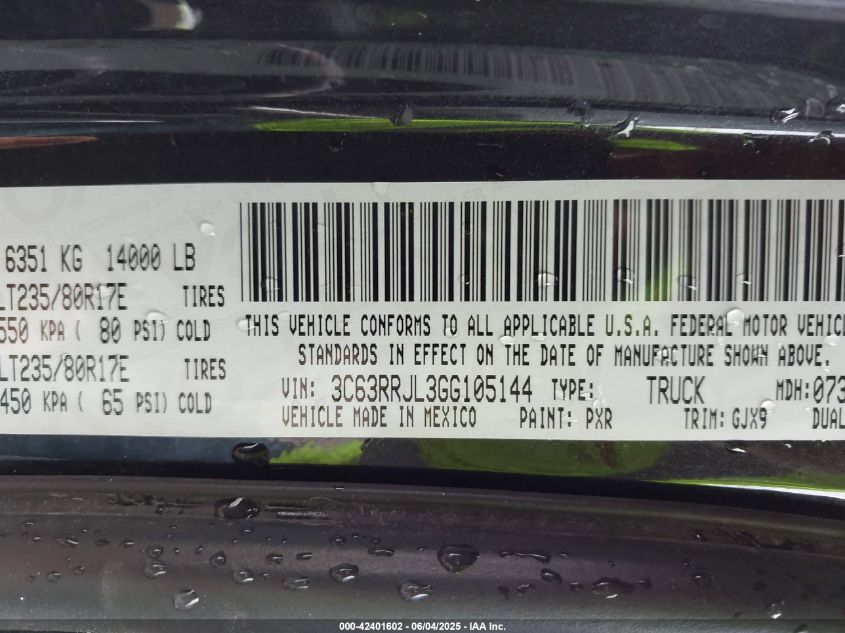 6351 KG 14000 LB
LT235/80R17E TIRES
550 KPA ( 80 PSI) COLD
LT235/80R17E TIRES
450 KPA ( 65 PSI) COLD
THIS VEHICLE CONFORMS TO ALL APPLICABLE U.S.A. FEDERAL MOTOR VEHIC
STANDARDS IN EFFECT ON THE DATE OF MANUFACTURE SHOWN ABOVE.
VIN: 3C63RRJL3GG105144 TYPE: TRUCK MDH: 073
VEHICLE MADE IN MEXICO PAINT: PXR TRIM: GJX9 DUAL
000-42401602 - 06/04/2025 - IAA Inc.